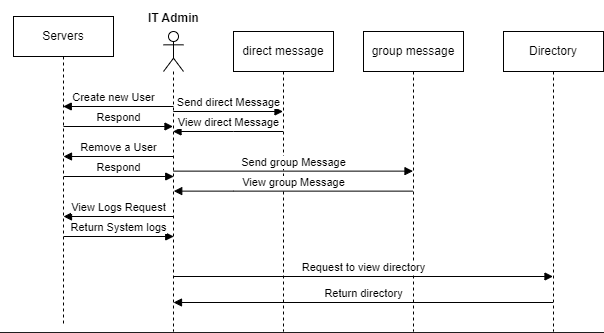 IT Admin
Servers
direct message
group message
Directory
Create new User
Send direct Message
Respond
View direct Message
Remove a User
Send group Message
Respond
View group Message
View Logs Request
Return System logs
Request to view directory
Return directory